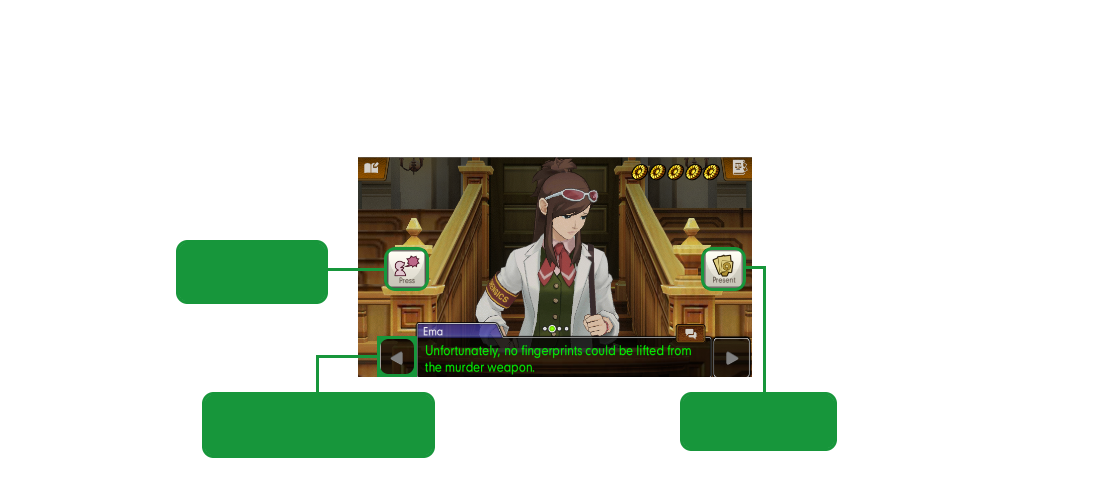 Press
Present
Ema
Unfortunately, no fingerprints could be lifted from
the murder weapon.